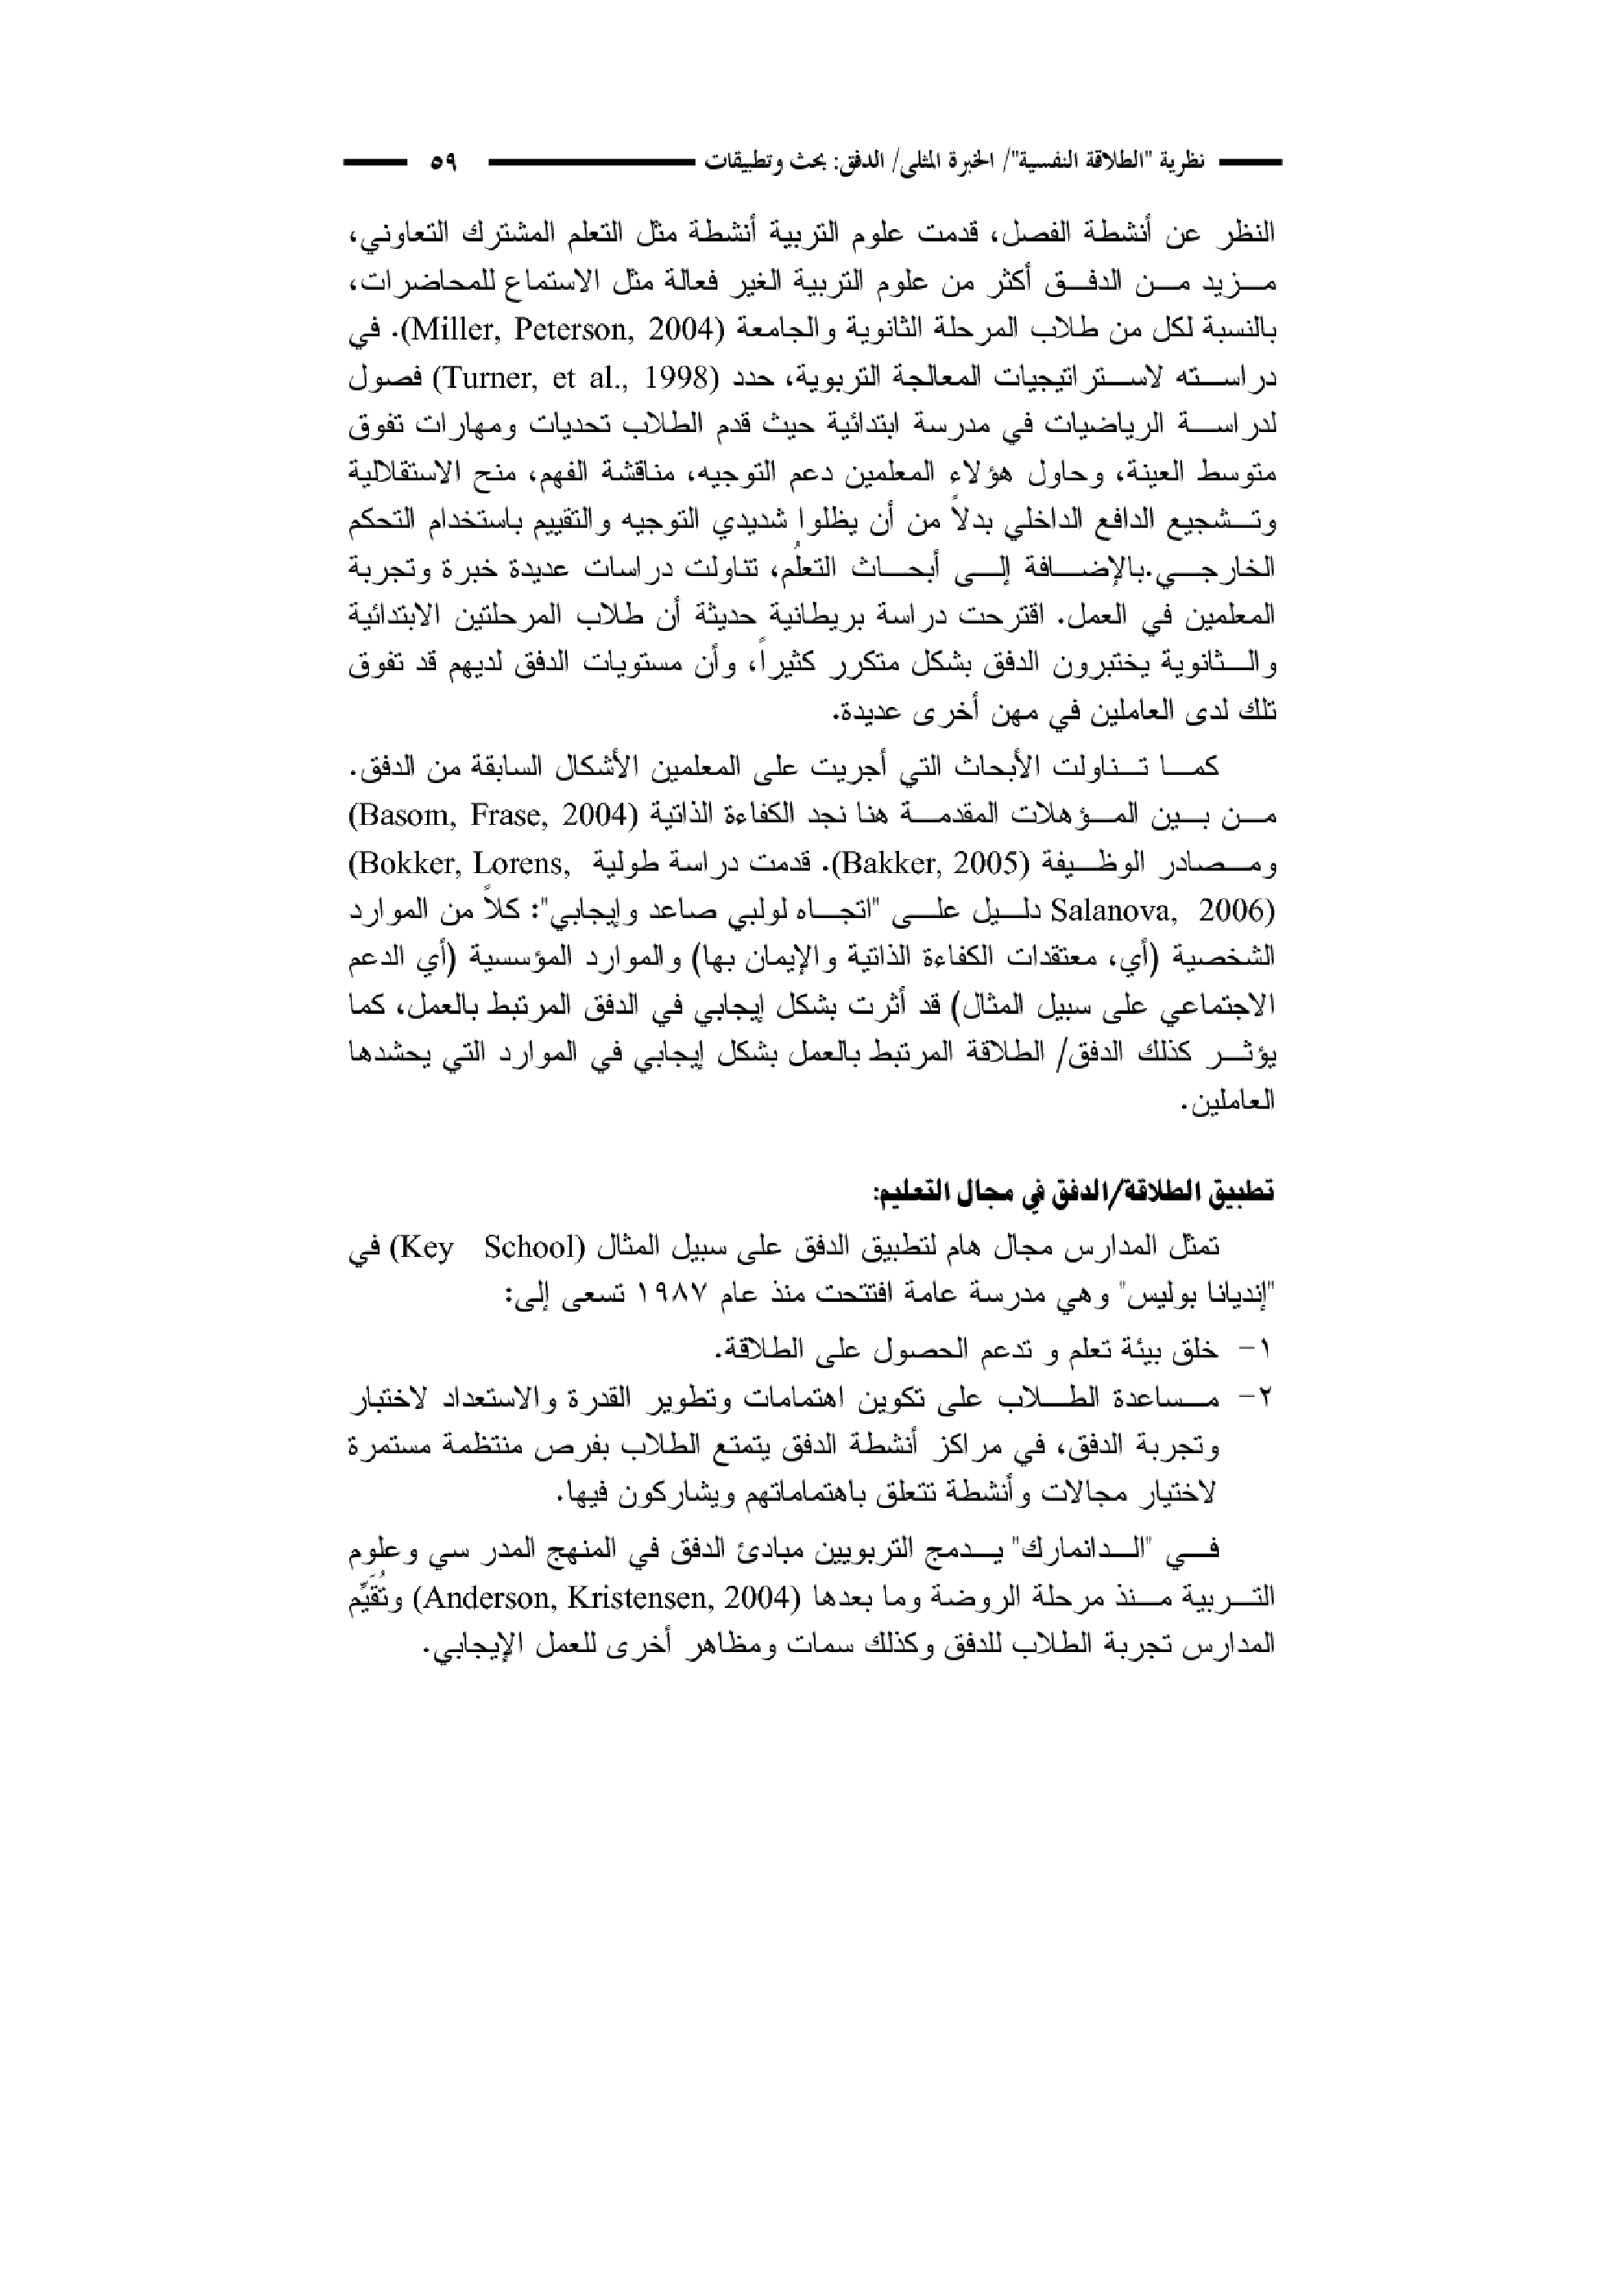 نظرية "الطلاقة النفسية"/ الخبرة المثلى/ الدفق: بحث وتطبيقات ٥٩
النظر عن أنشطة الفصل، قدمت علوم التربية أنشطة مثل التعلم المشترك التعاوني،
مزيد من الدفق أكثر من علوم التربية الغير فعالة مثل الاستماع للمحاضرات،
بالنسبة لكل من طلاب المرحلة الثانوية والجامعة (Miller, Peterson, 2004). في
دراسته لاستراتيجيات المعالجة التربوية، حدد (Turner, et al., 1998) فصول
لدراسة الرياضيات في مدرسة ابتدائية حيث قدم الطلاب تحديات ومهارات تفوق
متوسط العينة، وحاول هؤلاء المعلمين دعم التوجيه، مناقشة الفهم، منح الاستقلالية
وتشجيع الدافع الداخلي بدلاً من أن يظلوا شديدي التوجيه والتقييم باستخدام التحكم
الخارجي.بالإضافة إلى أبحاث التعلُم، تناولت دراسات عديدة خبرة وتجربة
المعلمين في العمل. اقترحت دراسة بريطانية حديثة أن طلاب المرحلتين الابتدائية
والثانوية يختبرون الدفق بشكل متكرر كثيراً، وأن مستويات الدفق لديهم قد تفوق
تلك لدى العاملين في مهن أخرى عديدة.
كما تناولت الأبحاث التي أجريت على المعلمين الأشكال السابقة من الدفق.
من بين المؤهلات المقدمة هنا نجد الكفاءة الذاتية (Basom, Frase, 2004)
ومصادر الوظيفة (Bakker, 2005). قدمت دراسة طولية (Bokker, Lorens,
Salanova, 2006) دليل على "اتجاه لولبي صاعد وإيجابي": كلاً من الموارد
الشخصية (أي، معتقدات الكفاءة الذاتية والإيمان بها) والموارد المؤسسية (أي الدعم
الاجتماعي على سبيل المثال) قد أثرت بشكل إيجابي في الدفق المرتبط بالعمل، كما
يؤثر كذلك الدفق/ الطلاقة المرتبط بالعمل بشكل إيجابي في الموارد التي يحشدها
العاملين.
تطبيق الطلاقة/الدفق في مجال التعليم:
تمثل المدارس مجال هام لتطبيق الدفق على سبيل المثال (Key School) في
"إنديانا بوليس" وهي مدرسة عامة افتتحت منذ عام ١٩٨٧ تسعى إلى:
١- خلق بيئة تعلم و تدعم الحصول على الطلاقة.
٢- مساعدة الطلاب على تكوين اهتمامات وتطوير القدرة والاستعداد لاختبار
وتجربة الدفق، في مراكز أنشطة الدفق يتمتع الطلاب بفرص منتظمة مستمرة
لاختيار مجالات وأنشطة تتعلق باهتماماتهم ويشاركون فيها.
في "الدانمارك" يدمج التربويين مبادئ الدفق في المنهج المدر سي وعلوم
التربية منذ مرحلة الروضة وما بعدها (Anderson, Kristensen, 2004) وتُقَيِّم
المدارس تجربة الطلاب للدفق وكذلك سمات ومظاهر أخرى للعمل الإيجابي.